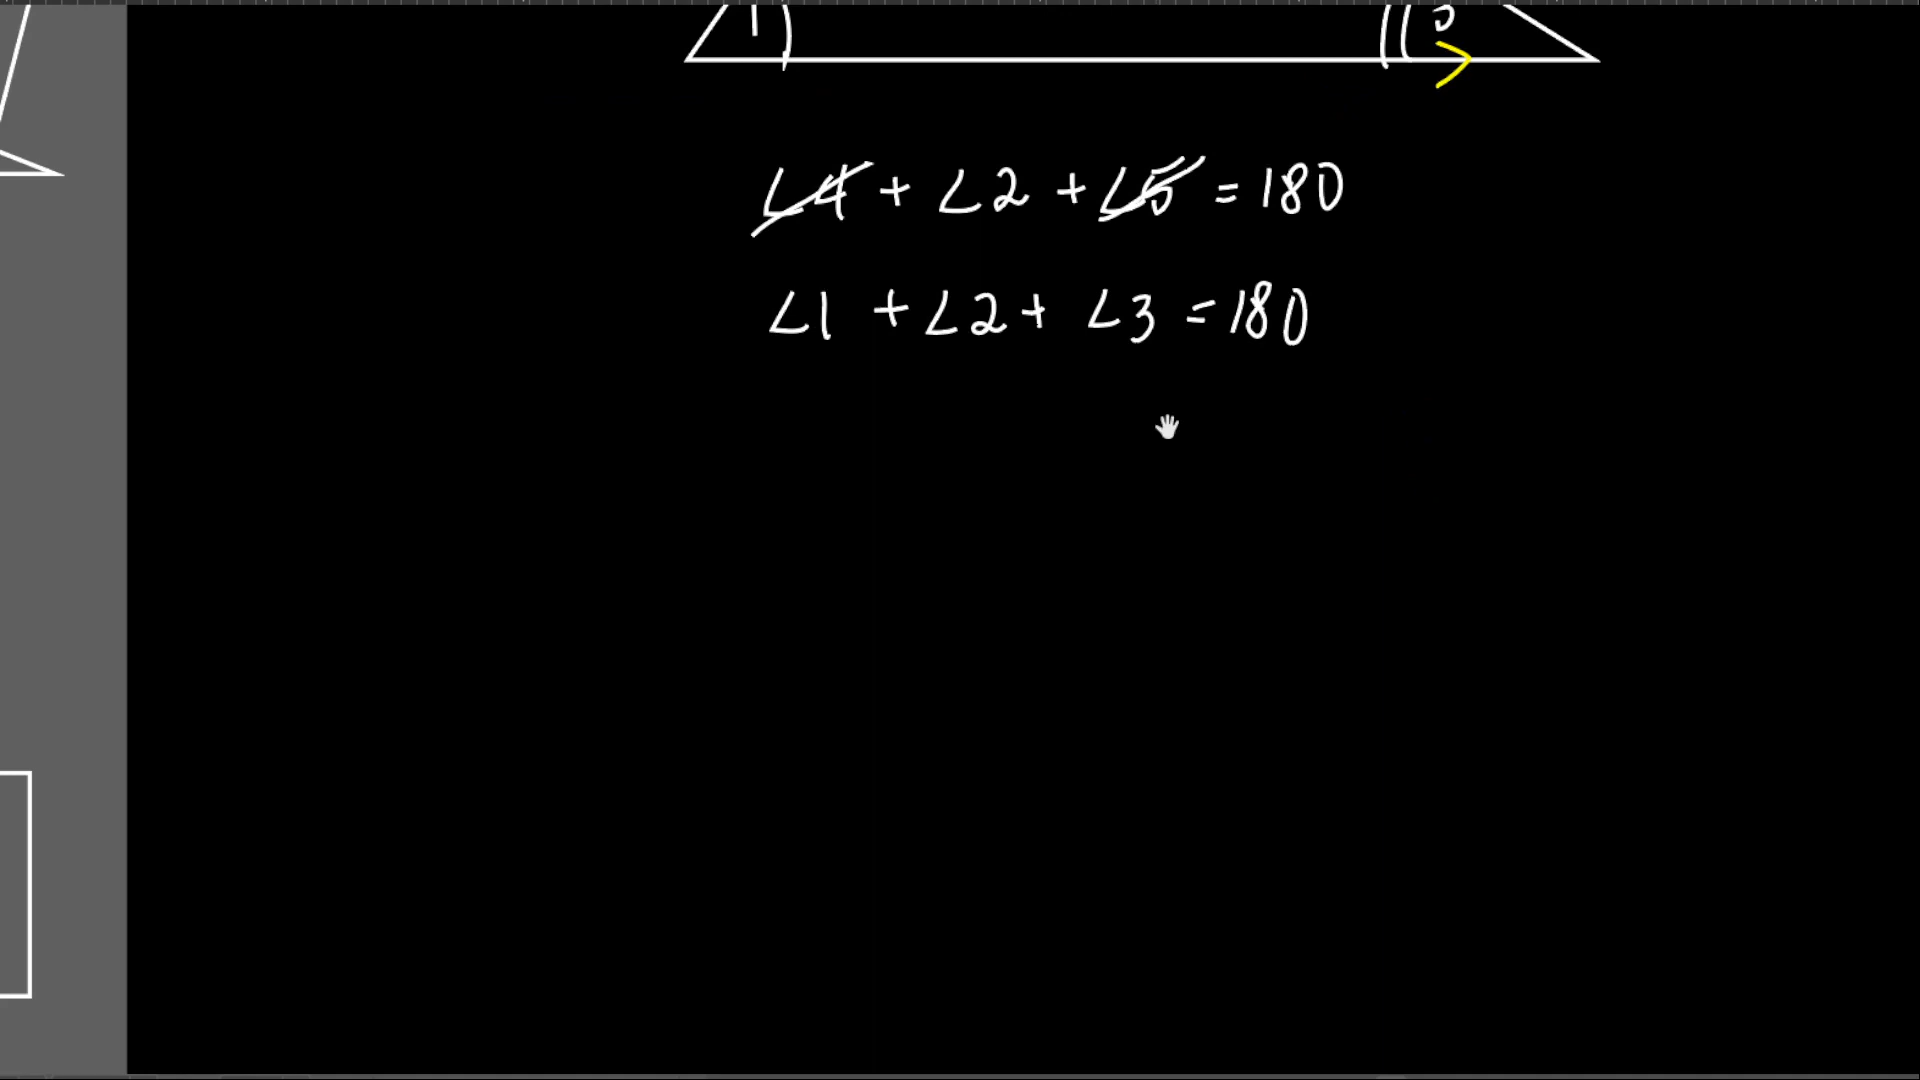 1 3
∠4 + ∠2 + ∠5 = 180
∠1 + ∠2 + ∠3 = 180